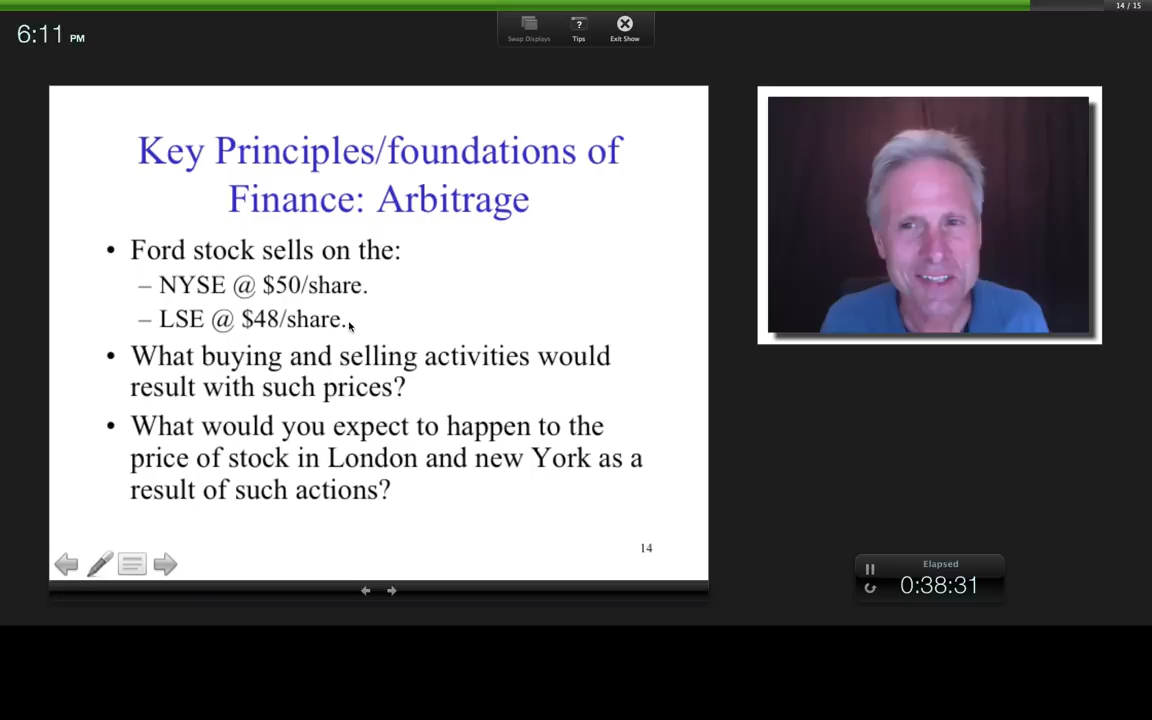 14 / 15
6:11 PM
Swap Displays
Tips
Exit Show
Key Principles/foundations of
Finance: Arbitrage
• Ford stock sells on the:
– NYSE @ $50/share.
– LSE @ $48/share.
• What buying and selling activities would
result with such prices?
• What would you expect to happen to the
price of stock in London and new York as a
result of such actions?
14
Elapsed
0:38:31